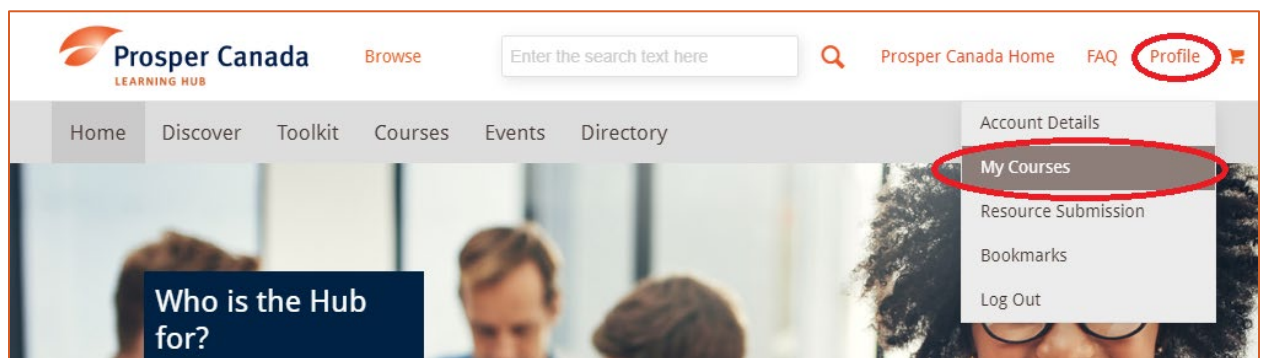 Prosper Canada
LEARNING HUB
Browse
Enter the search text here
Prosper Canada Home
FAQ
Profile
Home
Discover
Toolkit
Courses
Events
Directory
Account Details
My Courses
Resource Submission
Bookmarks
Log Out
Who is the Hub
for?